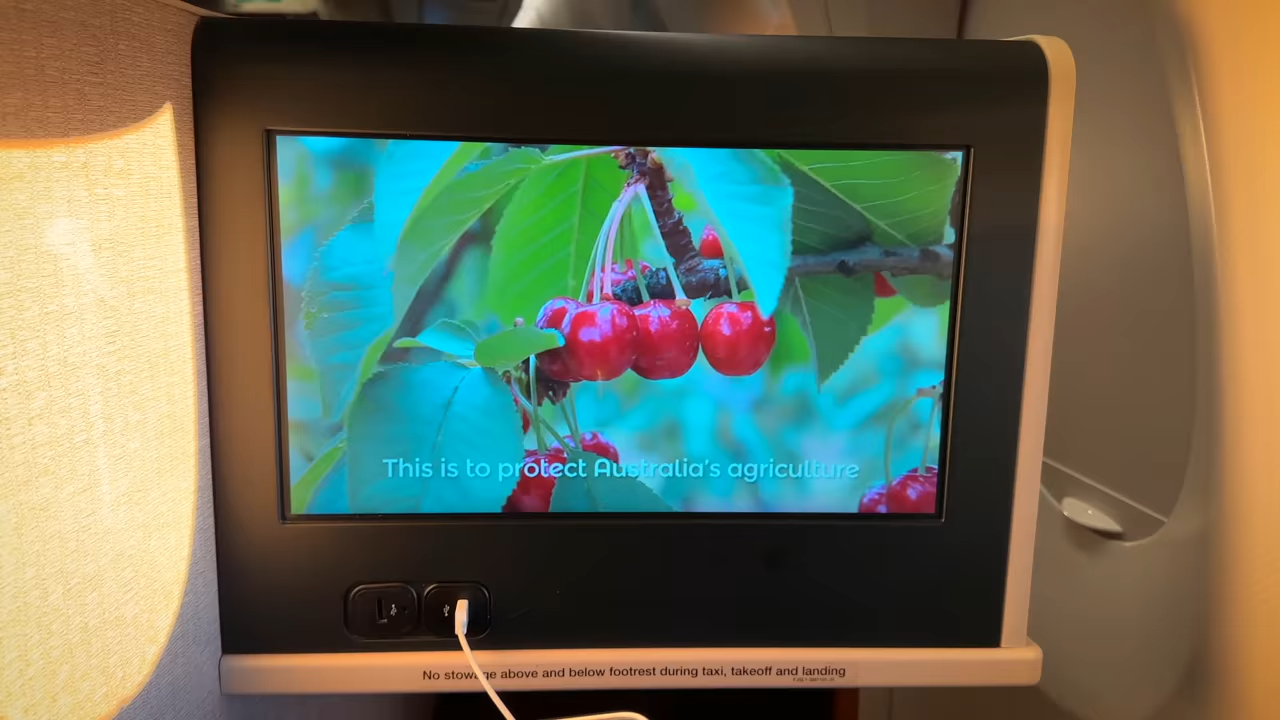 This is to protect Australia's agriculture
No stowage above and below footrest during taxi, takeoff and landing